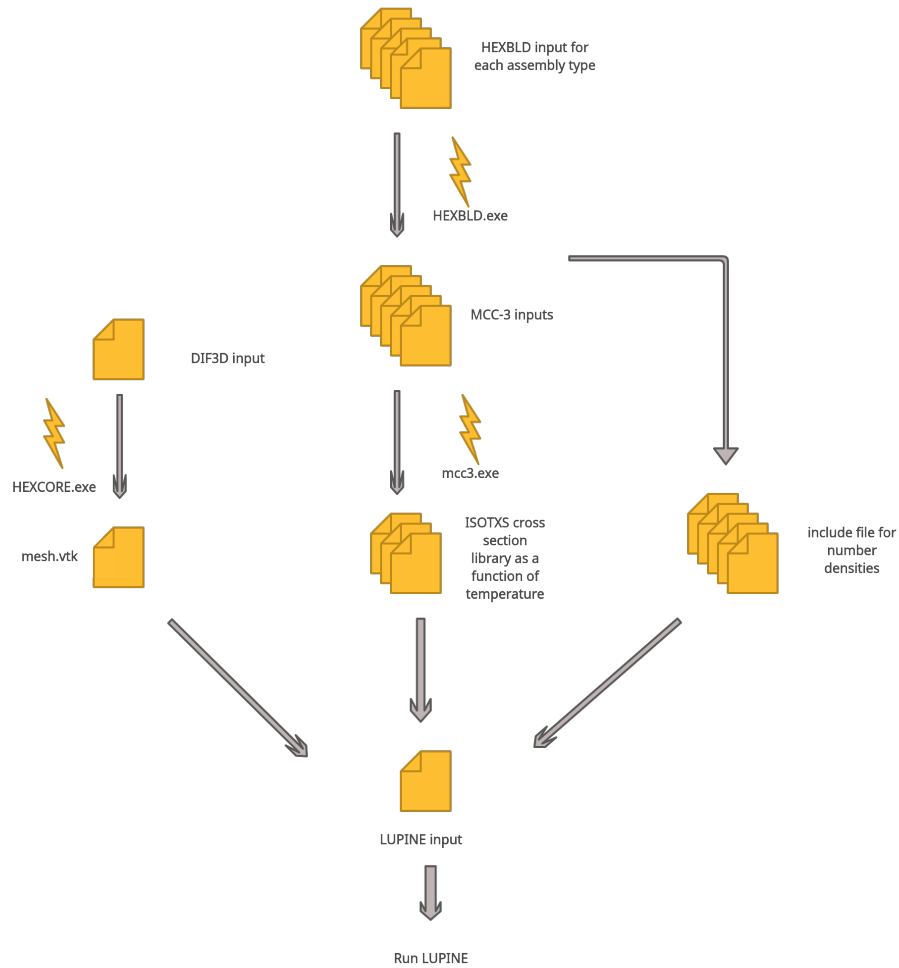 HEXBLD input for
each assembly type
HEXBLD.exe
MCC-3 inputs
DIF3D input
mcc3.exe
HEXCORE.exe
mesh.vtk
ISOTXS cross
section
library as a
function of
temperature
include file for
number
densities
LUPINE input
Run LUPINE